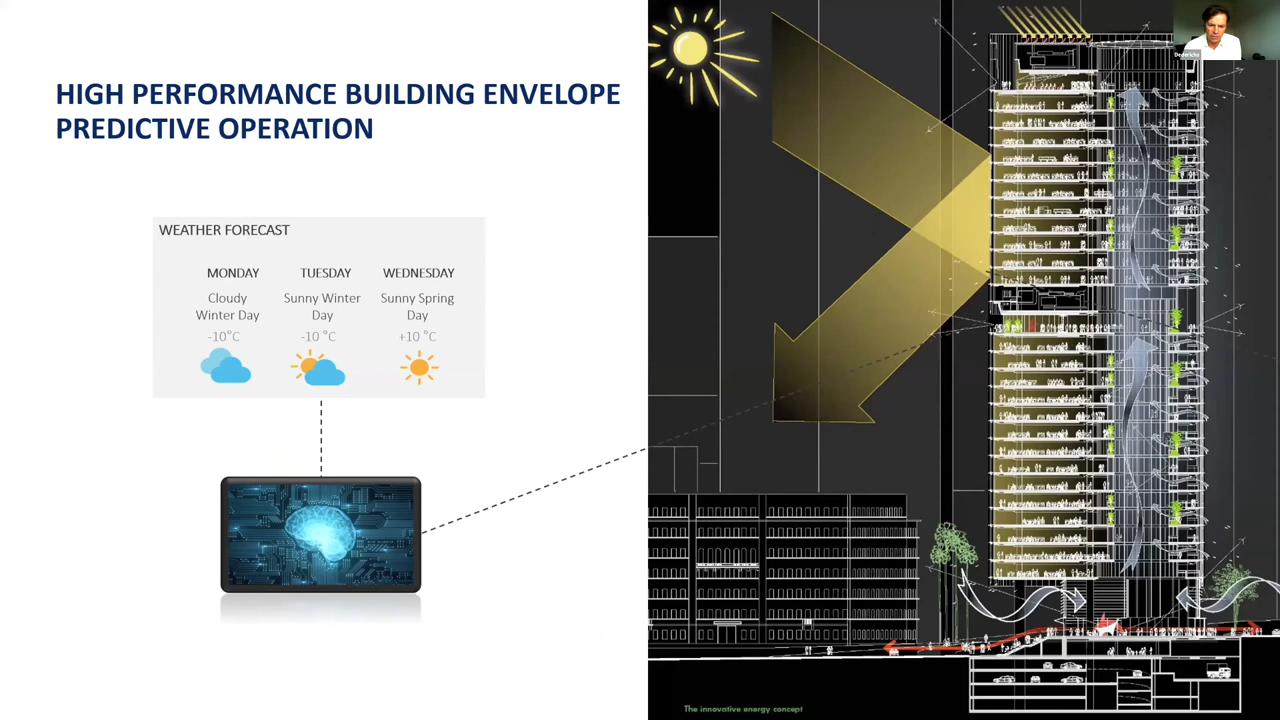 HIGH PERFORMANCE BUILDING ENVELOPE
PREDICTIVE OPERATION
WEATHER FORECAST
MONDAY TUESDAY WEDNESDAY
Cloudy Sunny Winter Sunny Spring
Winter Day Day Day
-10°C -10 °C +10 °C
The innovative energy concept
Dederichs